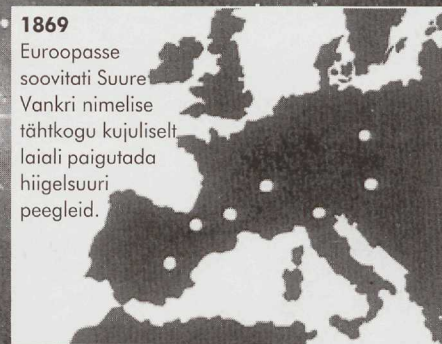 1869
Euroopasse
soovitati Suure
Vankri nimelise
tähtkogu kujuliselt
laiali paigutada
hiigelsuuri
peegleid.